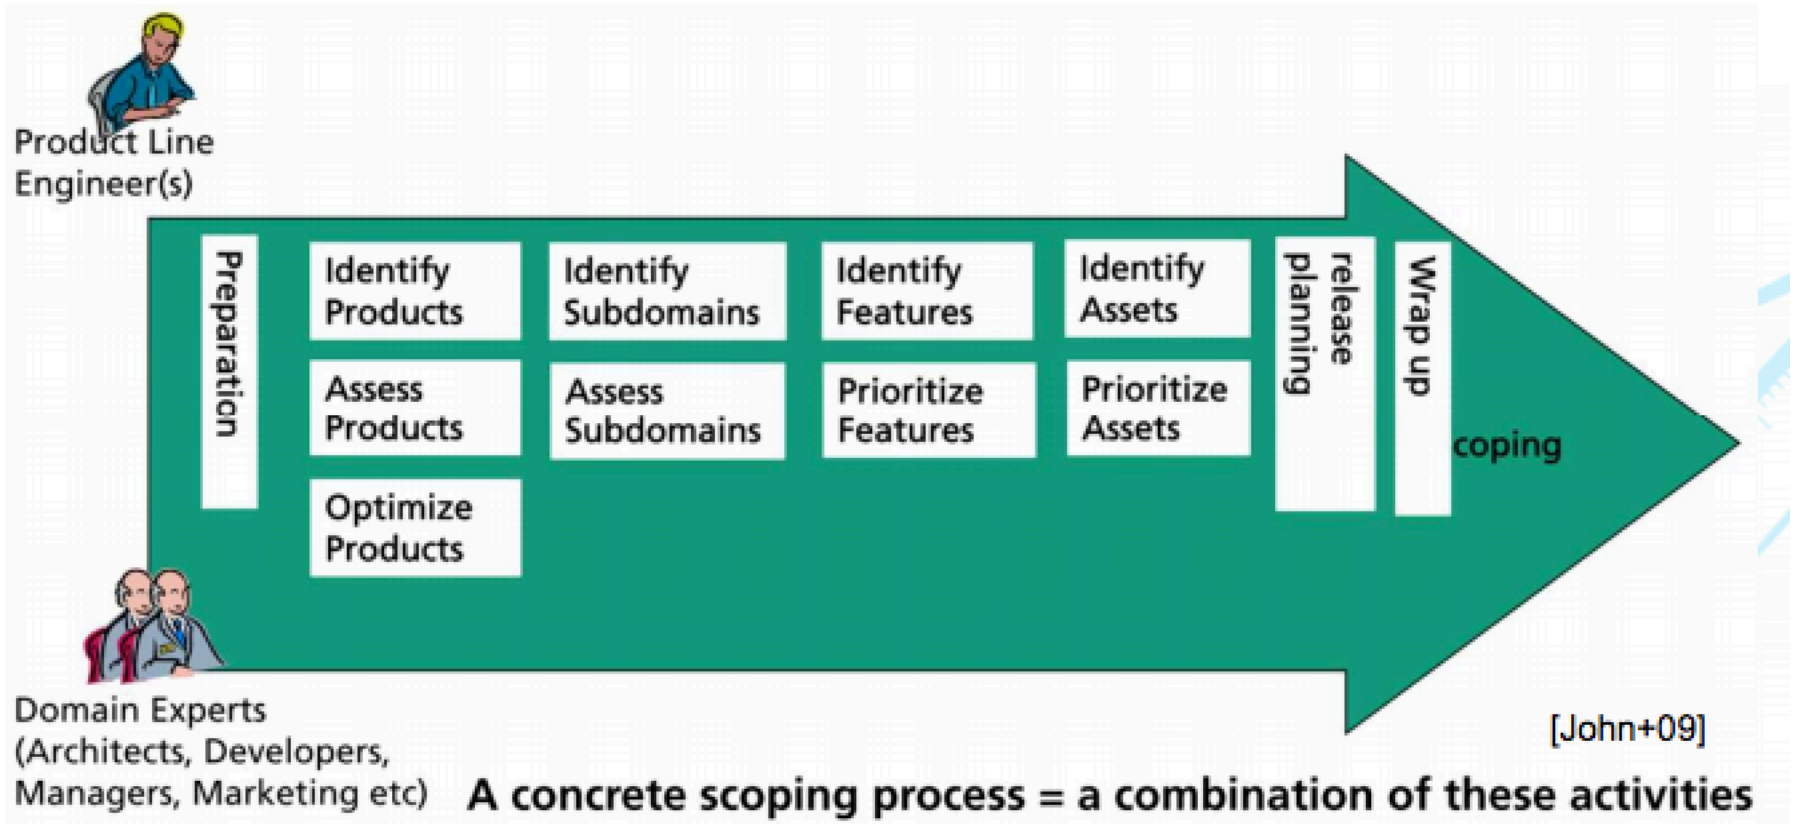 Product Line
Engineer(s)
Preparation
Identify
Products
Assess
Products
Optimize
Products
Identify
Subdomains
Assess
Subdomains
Identify
Features
Prioritize
Features
Identify
Assets
Prioritize
Assets
release
planning
Wrap up
coping
Domain Experts
(Architects, Developers,
Managers, Marketing etc)
[John+09]
A concrete scoping process = a combination of these activities